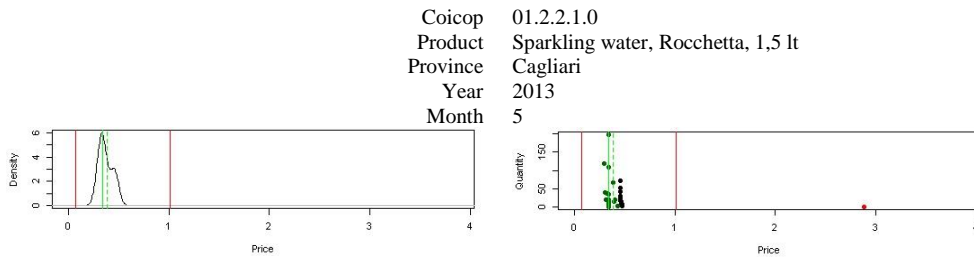 Coicop 01.2.2.1.0
Product Sparkling water, Rocchetta, 1,5 lt
Province Cagliari
Year 2013
Month 5
Density
0 2 4 6
0 1 2 3 4
Price
Quantity
0 50 150
0 1 2 3 4
Price